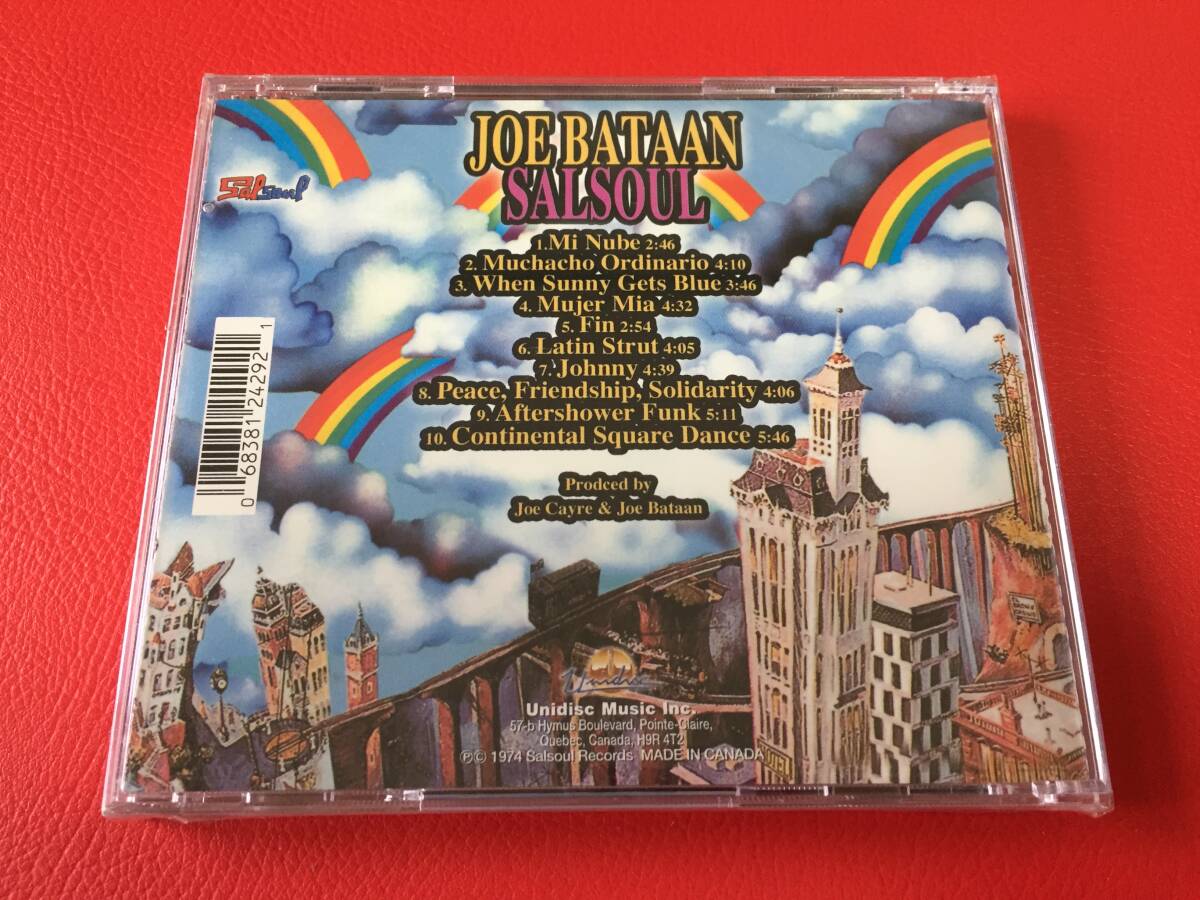 JOE BATAAN
SALSOUL
Salsoul
1. Mi Nube 2:46
2. Muchacho Ordinario 4:10
3. When Sunny Gets Blue 3:46
4. Mujer Mia 4:32
5. Fin 2:54
6. Latin Strut 4:05
7. Johnny 4:39
8. Peace, Friendship, Solidarity 4:06
9. Aftershower Funk 5:11
10. Continental Square Dance 5:46
0 68381 24292 1
Prodced by
Joe Cayre & Joe Bataan
Unidisc
Unidisc Music Inc.
57-b Hymus Boulevard, Pointe-Claire,
Quebec, Canada, H9R 4T2
℗© 1974 Salsoul Records MADE IN CANADA